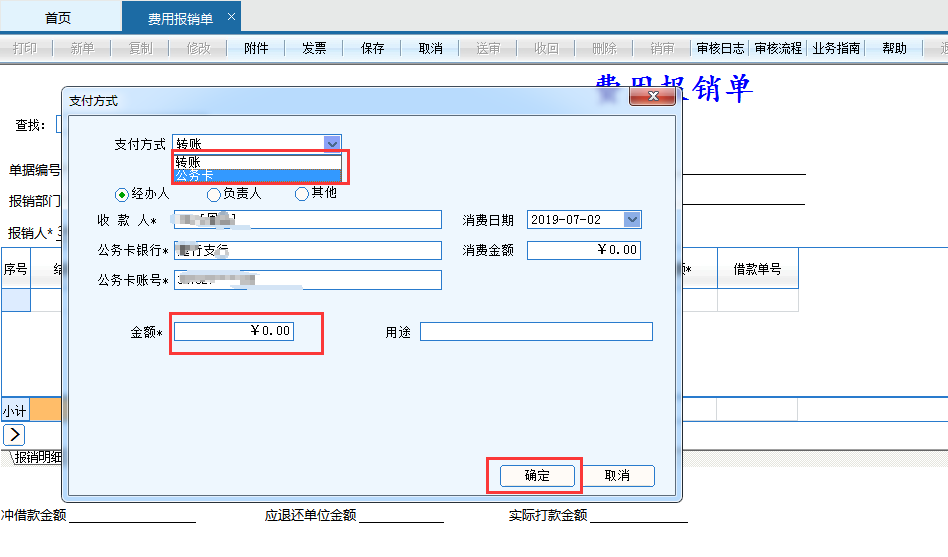 首页 费用报销单
打印 新单 复制 修改 附件 发票 保存 取消 送审 收回 删除 销审 审核日志 审核流程 业务指南 帮助
费用报销单
支付方式
查找：
支付方式 转账
转账
公务卡
单据编号
经办人 负责人 其他
报销部门
收 款 人*
消费日期 2019-07-02
报销人*
公务卡银行* 行支行
消费金额 ￥0.00
序号 借款单号
公务卡账号*
金额* ￥0.00
用途
小计
报销明细
确定 取消
冲借款金额 应退还单位金额 实际打款金额